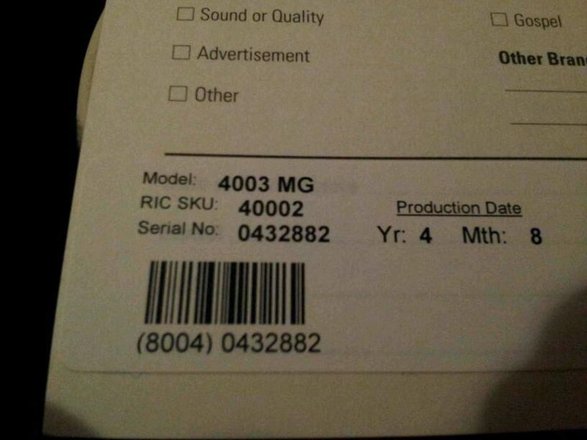 ☐ Sound or Quality
☐ Gospel
☐ Advertisement
Other
☐ Other
Model: 4003 MG
RIC SKU: 40002
Serial No: 0432882
Production Date
Yr: 4 Mth: 8
(8004) 0432882